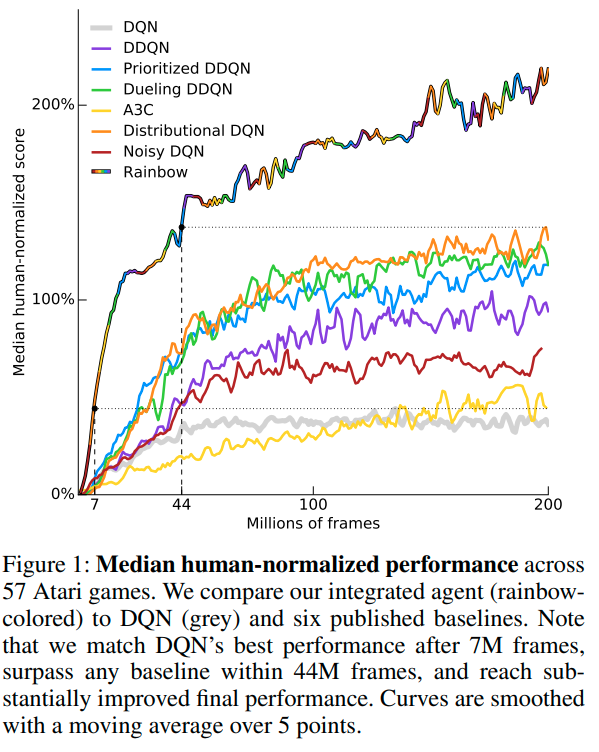 DQN
DDQN
Prioritized DDQN
Dueling DDQN
A3C
Distributional DQN
Noisy DQN
Rainbow
Median human-normalized score
200%
100%
0%
7
44
100
200
Millions of frames
Figure 1: Median human-normalized performance across
57 Atari games. We compare our integrated agent (rainbow-
colored) to DQN (grey) and six published baselines. Note
that we match DQN's best performance after 7M frames,
surpass any baseline within 44M frames, and reach sub-
stantially improved final performance. Curves are smoothed
with a moving average over 5 points.